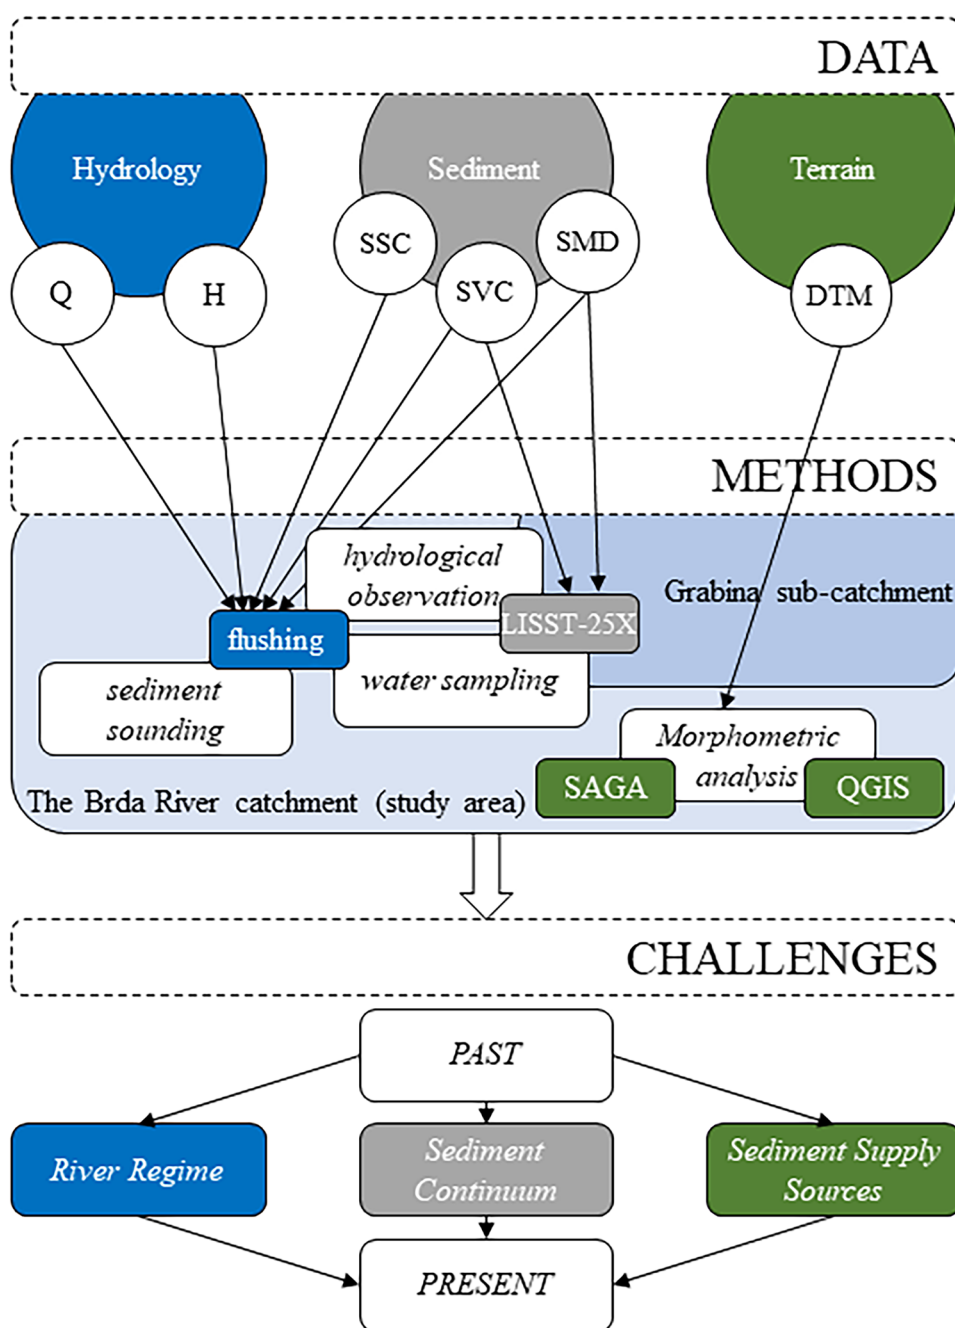 DATA
Hydrology
Sediment
Terrain
SSC
SMD
Q
H
SVC
DTM
METHODS
hydrological
observation
Grabina sub-catchment
flushing
LISST-25X
sediment
sounding
water sampling
Morphometric
analysis
SAGA
QGIS
The Brda River catchment (study area)
CHALLENGES
PAST
River Regime
Sediment
Continuum
Sediment Supply
Sources
PRESENT